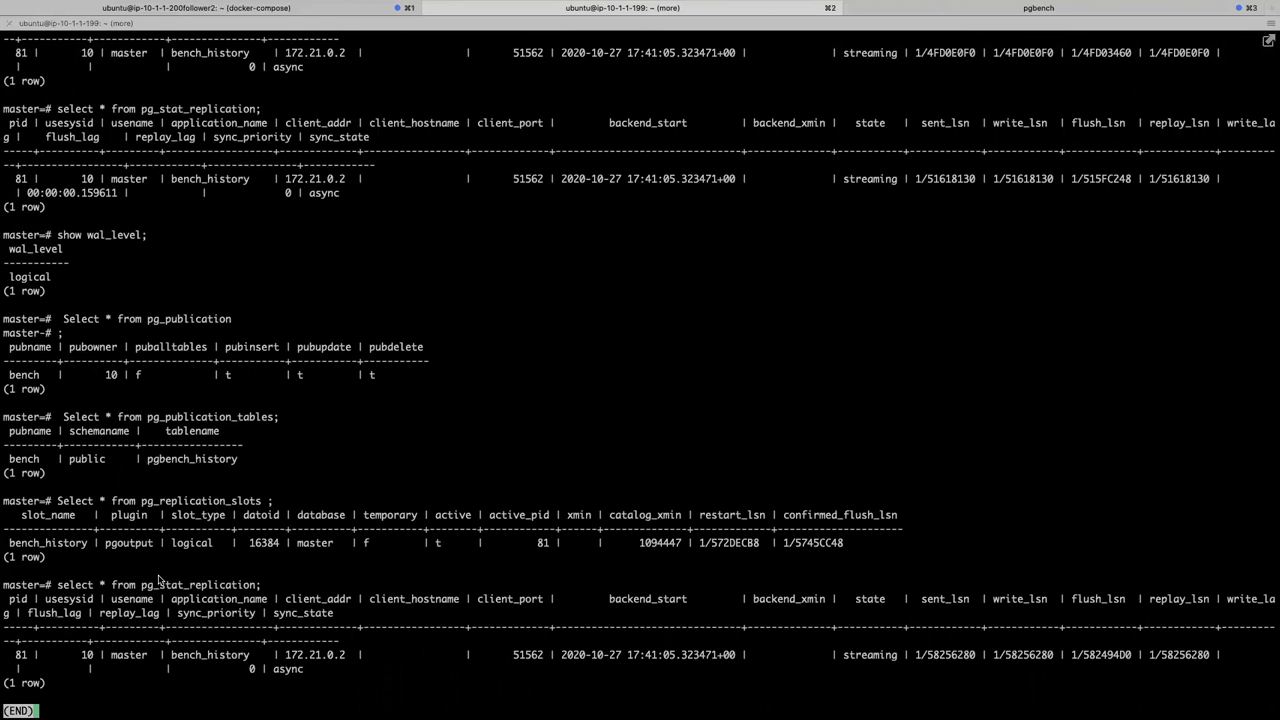 ubuntu@ip-10-1-1-200follower2: ~ (docker-compose) ⌘1 ubuntu@ip-10-1-1-199: ~ (more) ⌘2 pgbench ⌘3
ubuntu@ip-10-1-1-199: ~ (more)
--+-----------+------------+---------------+------------
81 | 10 | master | bench_history | 172.21.0.2 | | 51562 | 2020-10-27 17:41:05.323471+00 | | streaming | 1/4FD0E0F0 | 1/4FD0E0F0 | 1/4FD03460 | 1/4FD0E0F0 |
| | | 0 | async
(1 row)
master=# select * from pg_stat_replication;
pid | usesysid | usename | application_name | client_addr | client_hostname | client_port | backend_start | backend_xmin | state | sent_lsn | write_lsn | flush_lsn | replay_lsn | write_la
g | flush_lag | replay_lag | sync_priority | sync_state
81 | 10 | master | bench_history | 172.21.0.2 | | 51562 | 2020-10-27 17:41:05.323471+00 | | streaming | 1/51618130 | 1/51618130 | 1/515FC248 | 1/51618130 |
| 00:00:00.159611 | | 0 | async
(1 row)
master=# show wal_level;
wal_level
-----------
logical
(1 row)
master=# Select * from pg_publication
master-# ;
pubname | pubowner | puballtables | pubinsert | pubupdate | pubdelete
---------+----------+--------------+-----------+-----------+-----------
bench | 10 | f | t | t | t
(1 row)
master=# Select * from pg_publication_tables;
pubname | schemaname | tablename
---------+------------+-----------------
bench | public | pgbench_history
(1 row)
master=# Select * from pg_replication_slots ;
slot_name | plugin | slot_type | datoid | database | temporary | active | active_pid | xmin | catalog_xmin | restart_lsn | confirmed_flush_lsn
---------------+----------+-----------+--------+----------+-----------+--------+------------+------+--------------+-------------+---------------------
bench_history | pgoutput | logical | 16384 | master | f | t | 81 | | 1094447 | 1/572DECB8 | 1/5745CC48
(1 row)
master=# select * from pg_stat_replication;
pid | usesysid | usename | application_name | client_addr | client_hostname | client_port | backend_start | backend_xmin | state | sent_lsn | write_lsn | flush_lsn | replay_lsn | write_la
g | flush_lag | replay_lag | sync_priority | sync_state
81 | 10 | master | bench_history | 172.21.0.2 | | 51562 | 2020-10-27 17:41:05.323471+00 | | streaming | 1/58256280 | 1/58256280 | 1/582494D0 | 1/58256280 |
| | | 0 | async
(1 row)
(END)